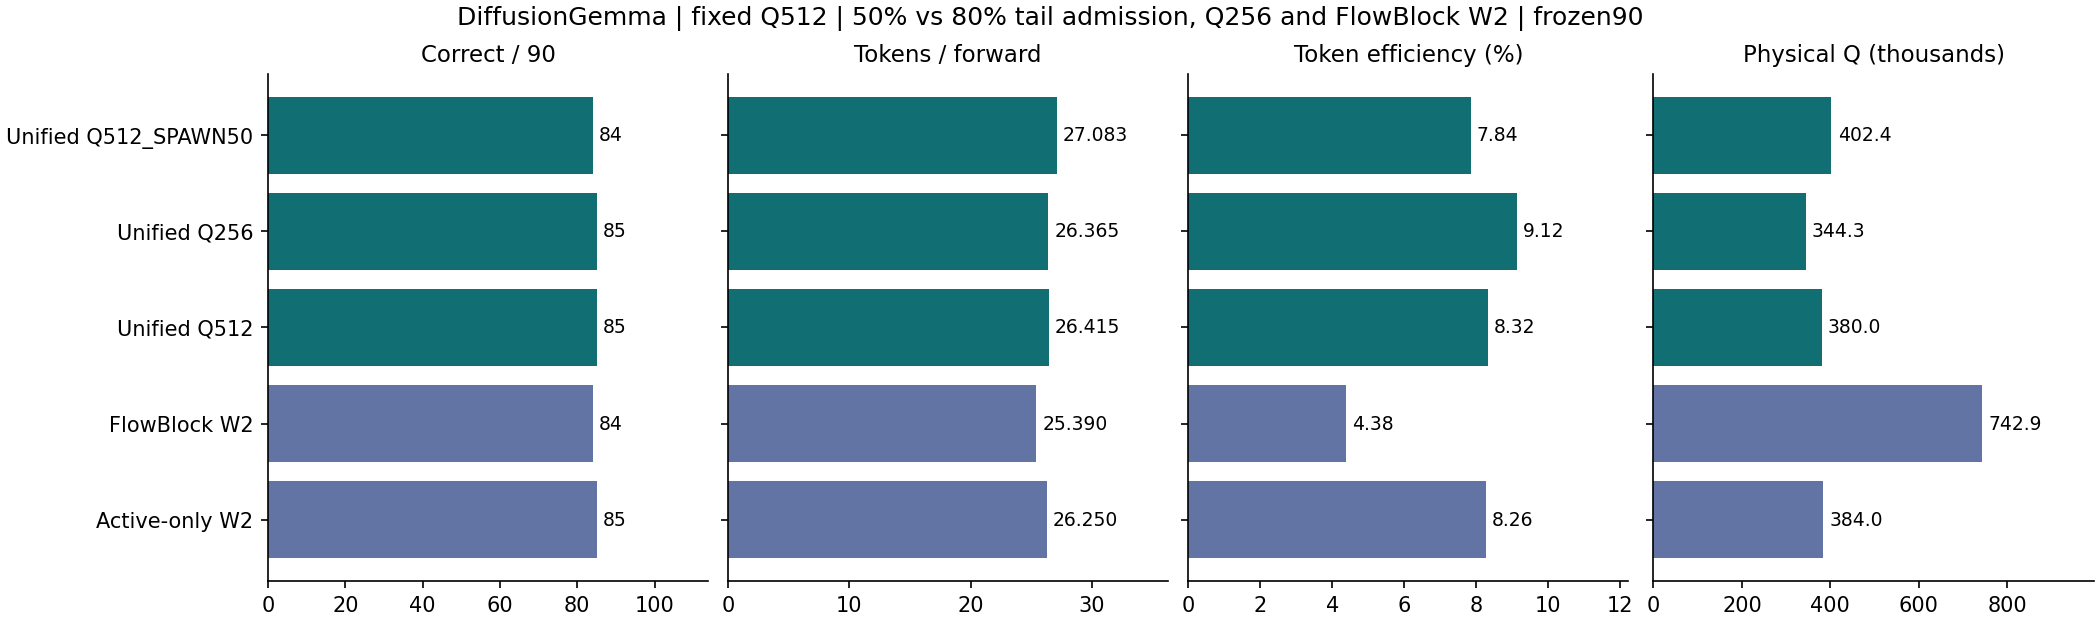 DiffusionGemma | fixed Q512 | 50% vs 80% tail admission, Q256 and FlowBlock W2 | frozen90
Correct / 90
Tokens / forward
Token efficiency (%)
Physical Q (thousands)
Unified Q512_SPAWN50
84
27.083
7.84
402.4
Unified Q256
85
26.365
9.12
344.3
Unified Q512
85
26.415
8.32
380.0
FlowBlock W2
84
25.390
4.38
742.9
Active-only W2
85
26.250
8.26
384.0
0 20 40 60 80 100
0 10 20 30
0 2 4 6 8 10 12
0 200 400 600 800